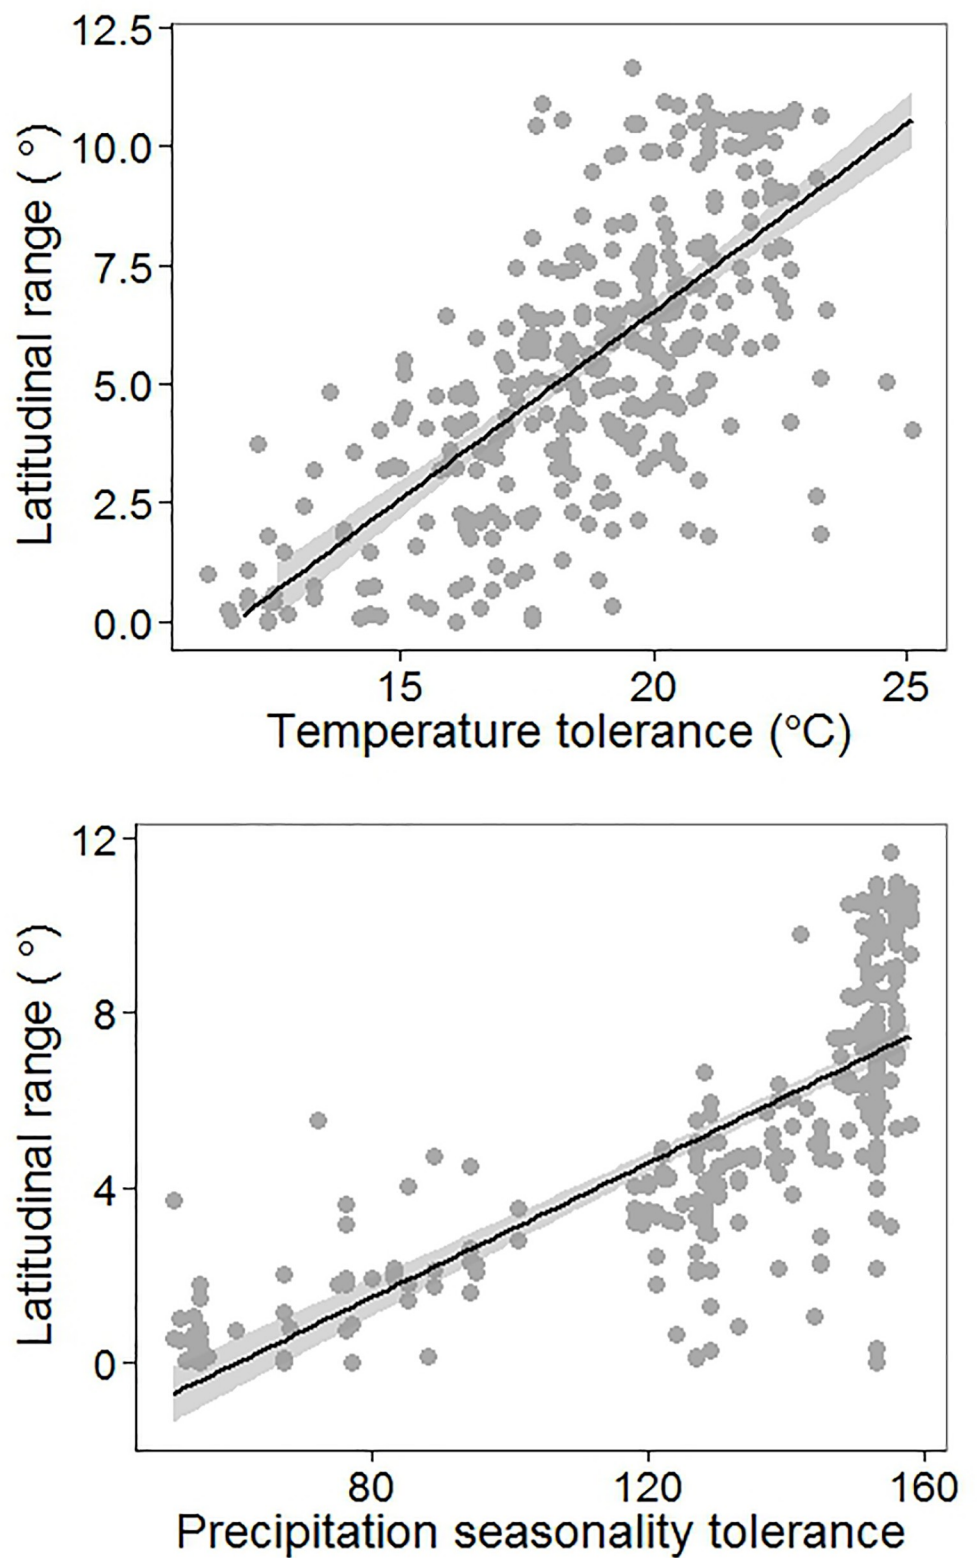 12.5
10.0
7.5
5.0
2.5
0.0
Latitudinal range ( °)
15 20 25
Temperature tolerance (°C)
12
8
4
0
Latitudinal range ( °)
80 120 160
Precipitation seasonality tolerance